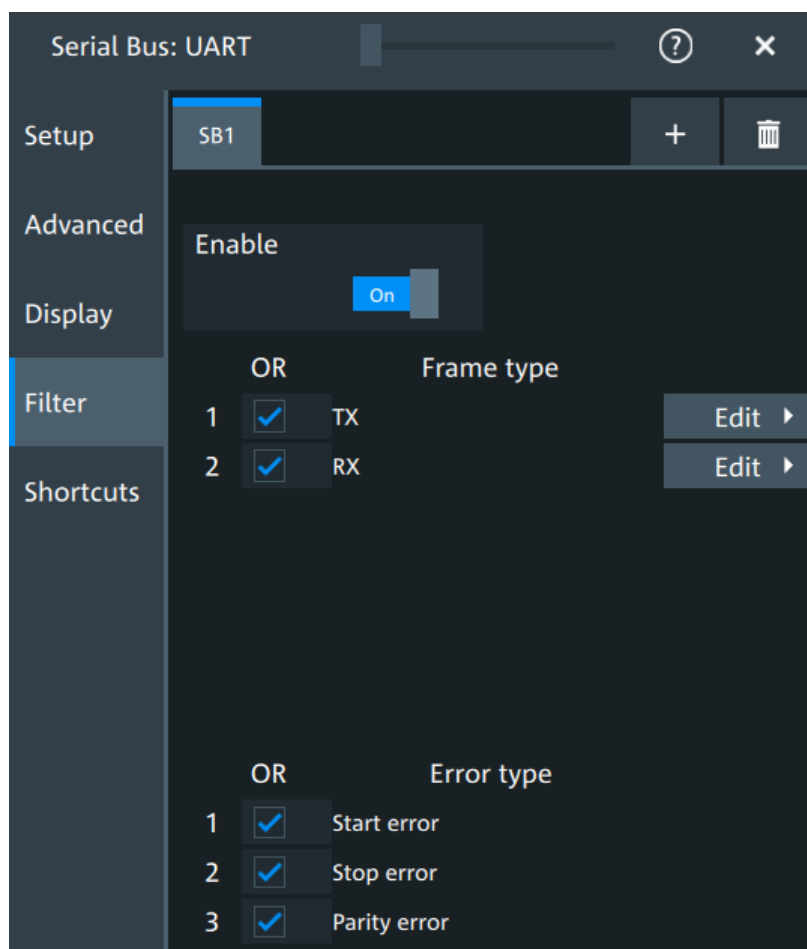 Serial Bus: UART ? ×
Setup
SB1 +
Advanced
Enable
On
Display
OR Frame type
Filter
1 TX Edit
2 RX Edit
Shortcuts
OR Error type
1 Start error
2 Stop error
3 Parity error